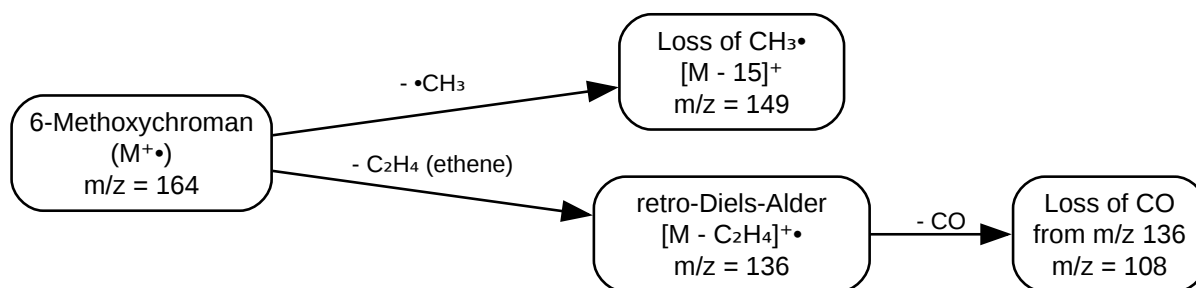 6-Methoxychroman
(M⁺•)
m/z = 164
- •CH₃
Loss of CH₃•
[M - 15]⁺
m/z = 149
- C₂H₄ (ethene)
retro-Diels-Alder
[M - C₂H₄]⁺•
m/z = 136
- CO
Loss of CO
from m/z 136
m/z = 108